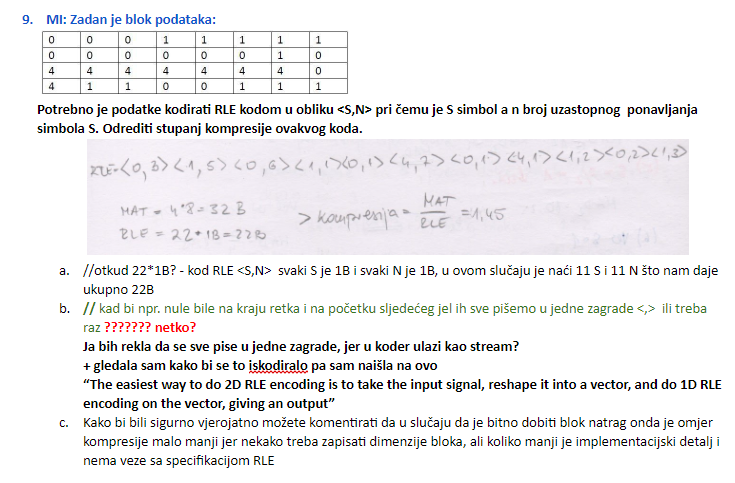 9. MI: Zadan je blok podataka:
0 0 0 1 1 1 1 1
0 0 0 0 0 0 1 0
4 4 4 4 4 4 4 0
4 1 1 0 0 1 1 1
Potrebno je podatke kodirati RLE kodom u obliku <S,N> pri čemu je S simbol a n broj uzastopnog ponavljanja
simbola S. Odrediti stupanj kompresije ovakvog koda.
RLE=<0,3><1,5><0,6><1,1><0,1><4,7><0,1><4,1><1,2><0,2><1,3>
MAT = 4*8=32B
RLE = 22*1B=22B
> kompresija = MAT/RLE = 1,45
a. //otkud 22*1B? - kod RLE <S,N> svaki S je 1B i svaki N je 1B, u ovom slučaju je naći 11 S i 11 N što nam daje
ukupno 22B
b. // kad bi npr. nule bile na kraju retka i na početku sljedećeg jel ih sve pišemo u jedne zagrade <,> ili treba
raz ??????? netko?
Ja bih rekla da se sve pise u jedne zagrade, jer u koder ulazi kao stream?
+ gledala sam kako bi se to iskodiralo pa sam naišla na ovo
“The easiest way to do 2D RLE encoding is to take the input signal, reshape it into a vector, and do 1D RLE
encoding on the vector, giving an output”
c. Kako bi bili sigurno vjerojatno možete komentirati da u slučaju da je bitno dobiti blok natrag onda je omjer
kompresije malo manji jer nekako treba zapisati dimenzije bloka, ali koliko manji je implementacijski detalj i
nema veze sa specifikacijom RLE